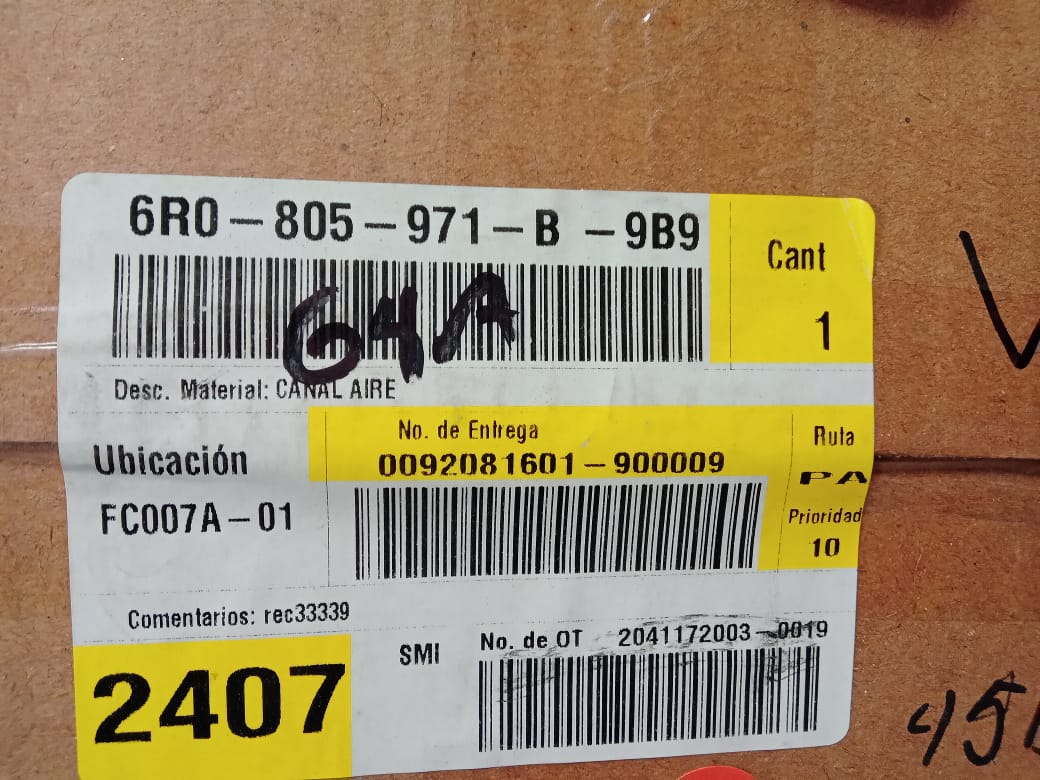 6R0-805-971-B -9B9
Cant
1
64A
Desc. Material: CANAL AIRE
No. de Entrega
0092081601-900009
Ruta
PA
Ubicación
FC007A-01
Prioridad
10
Comentarios: rec33339
2407
SMI
No. de OT 2041172003-0019